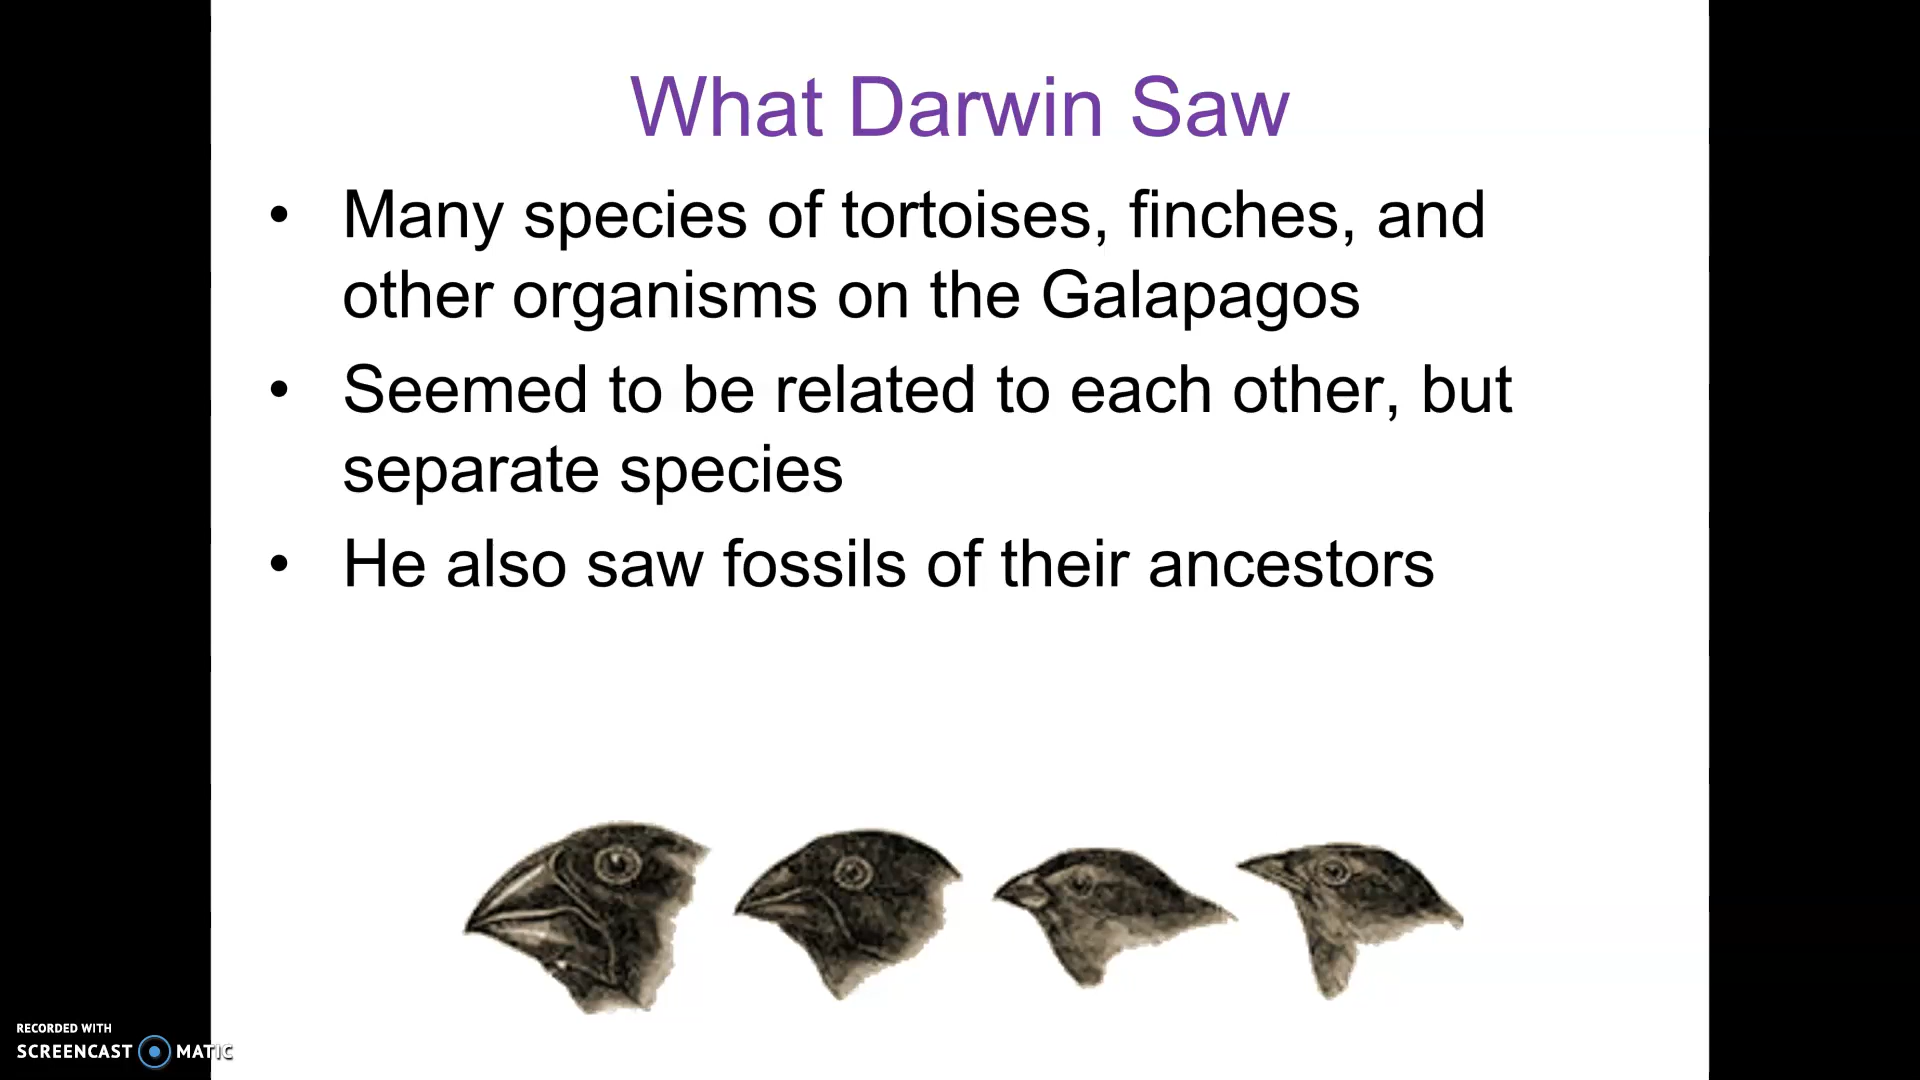 What Darwin Saw
• Many species of tortoises, finches, and
other organisms on the Galapagos
• Seemed to be related to each other, but
separate species
• He also saw fossils of their ancestors
RECORDED WITH
SCREENCAST MATIC